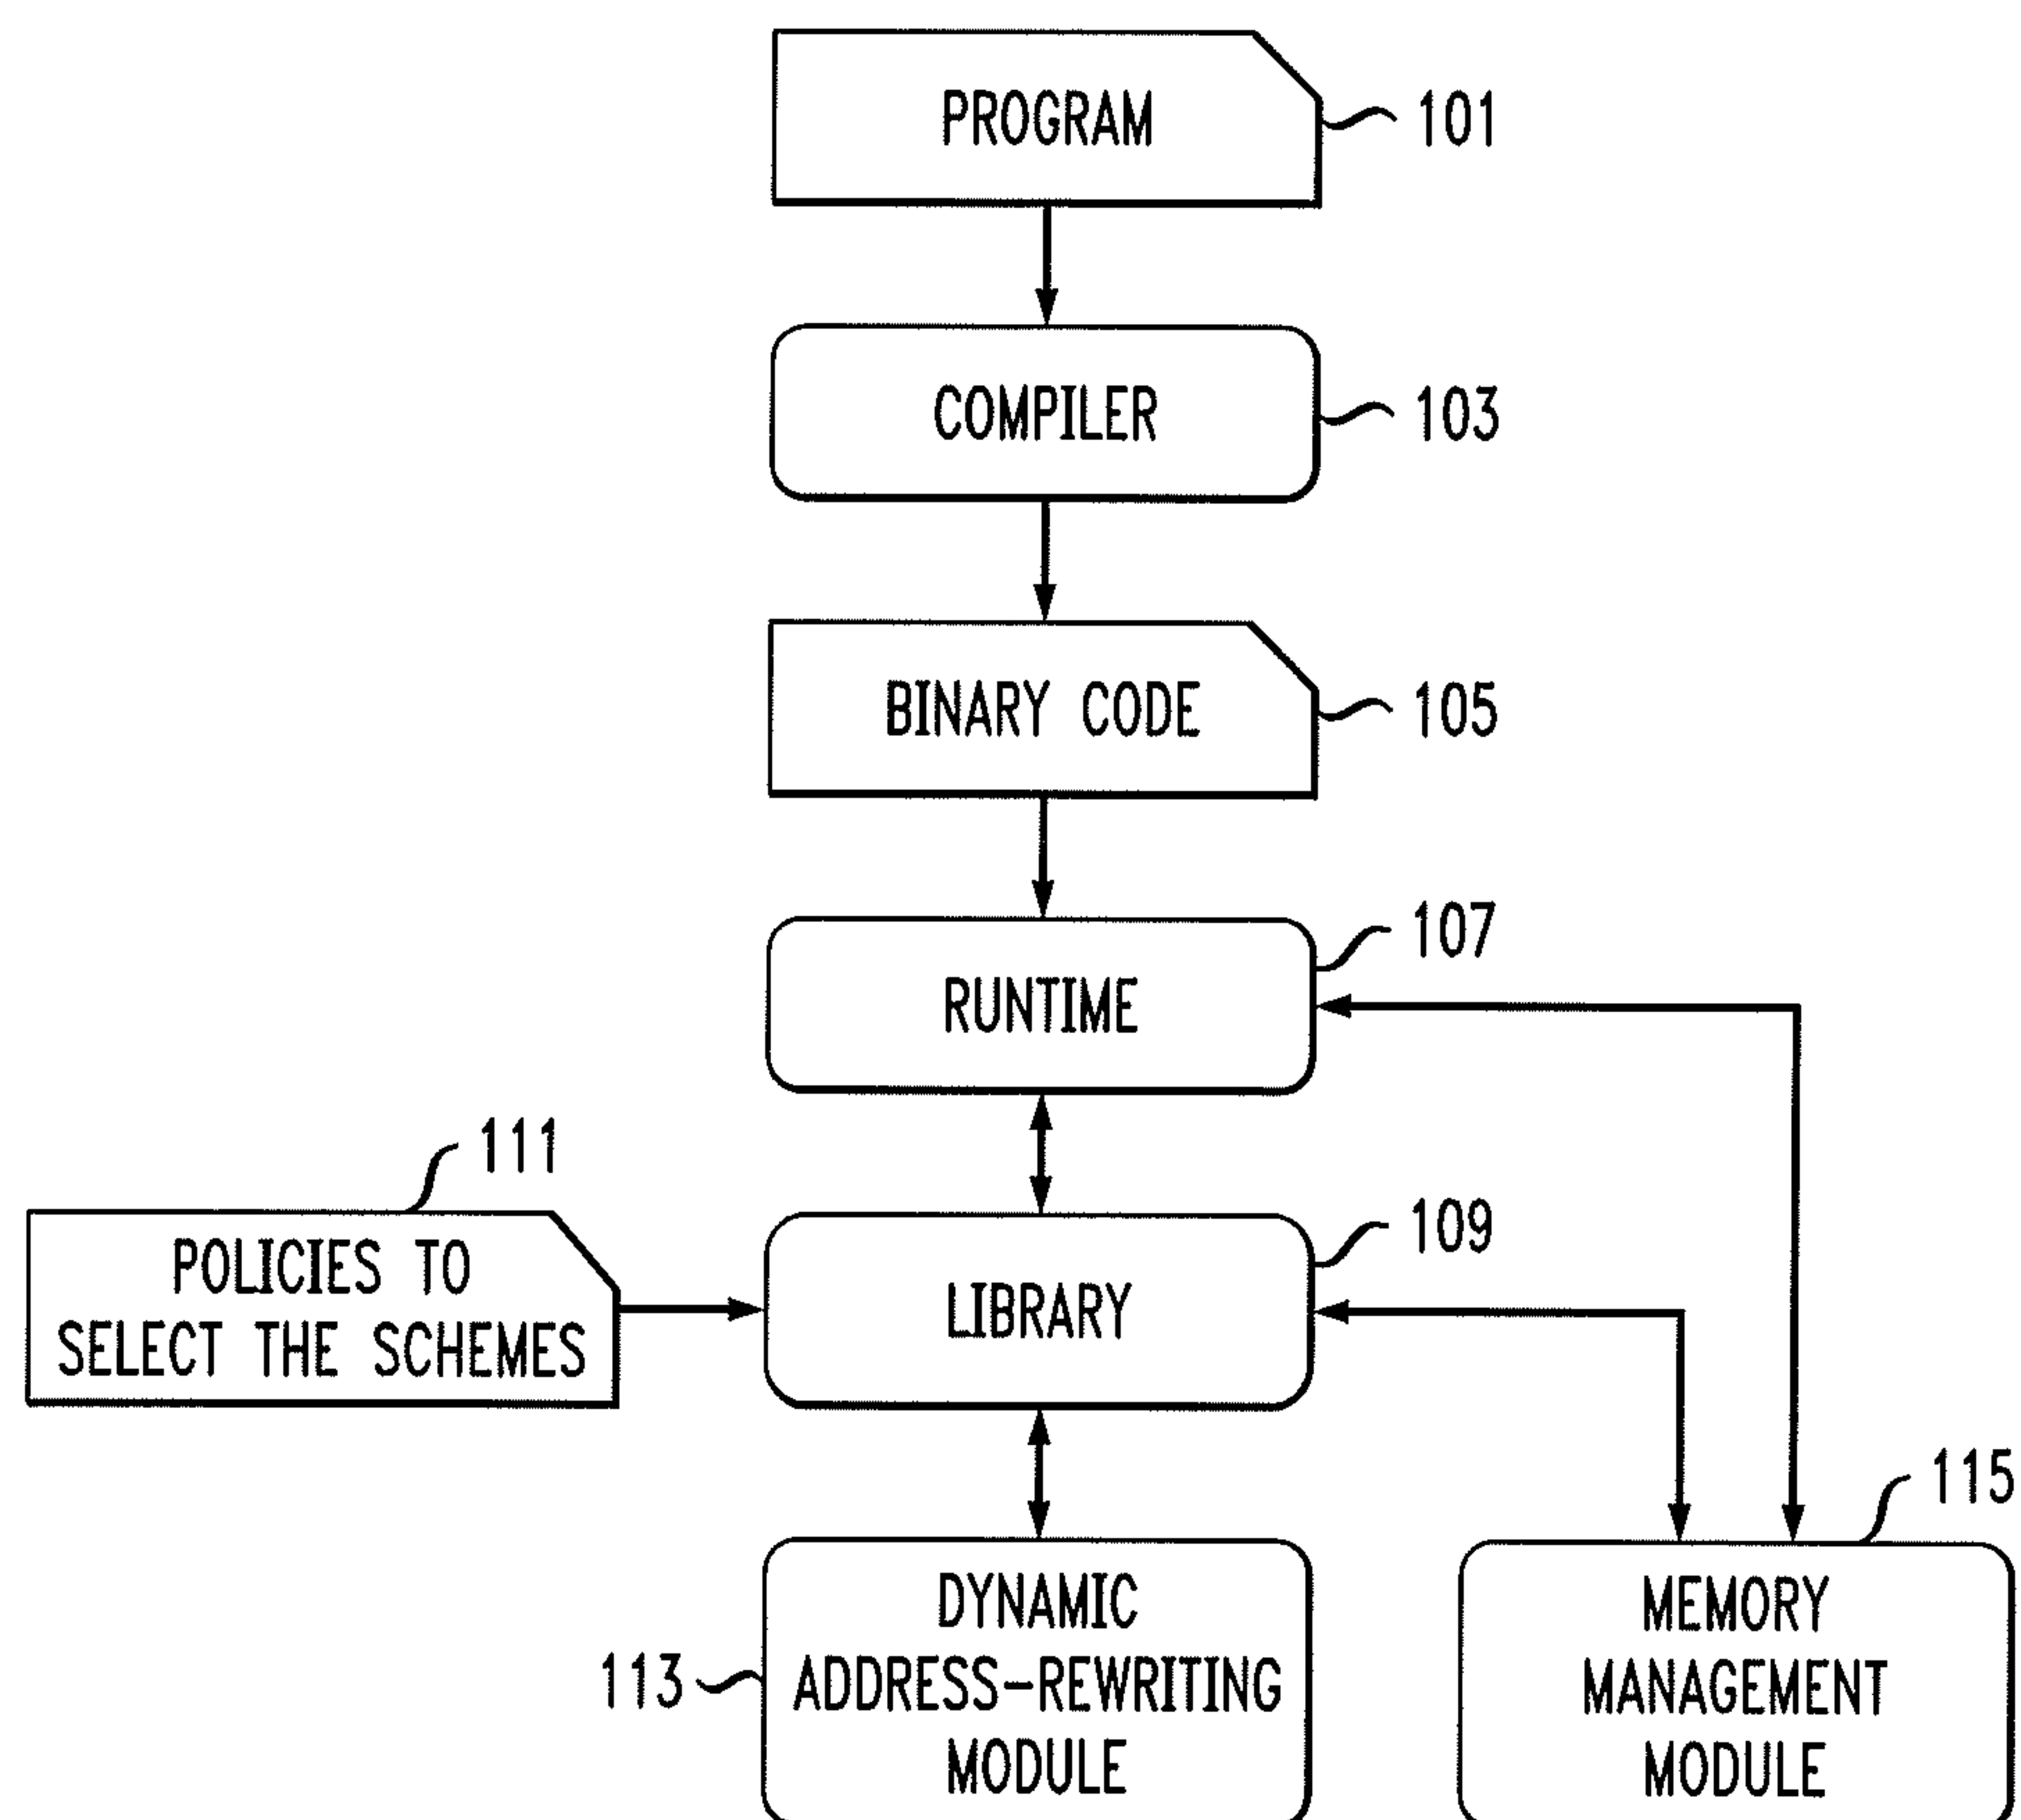 PROGRAM
101
COMPILER
103
BINARY CODE
105
107
RUNTIME
111
POLICIES TO
SELECT THE SCHEMES
109
LIBRARY
115
113
DYNAMIC
ADDRESS-REWRITING
MODULE
MEMORY
MANAGEMENT
MODULE